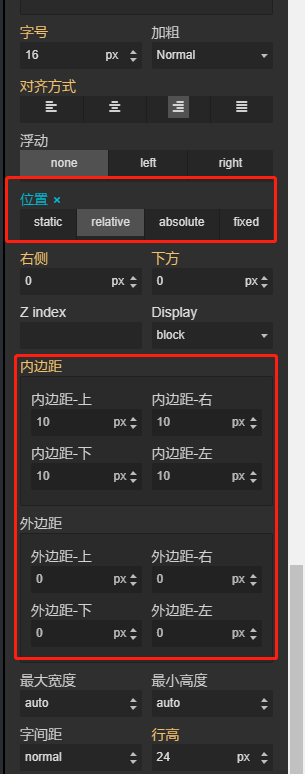 字号 加粗
16 px Normal
对齐方式
浮动
none left right
位置 ×
static relative absolute fixed
右侧 下方
0 px 0 px
Z index Display
block
内边距
内边距-上 内边距-右
10 px 10 px
内边距-下 内边距-左
10 px 10 px
外边距
外边距-上 外边距-右
0 px 0 px
外边距-下 外边距-左
0 px 0 px
最大宽度 最小高度
auto auto
字间距 行高
normal 24 px